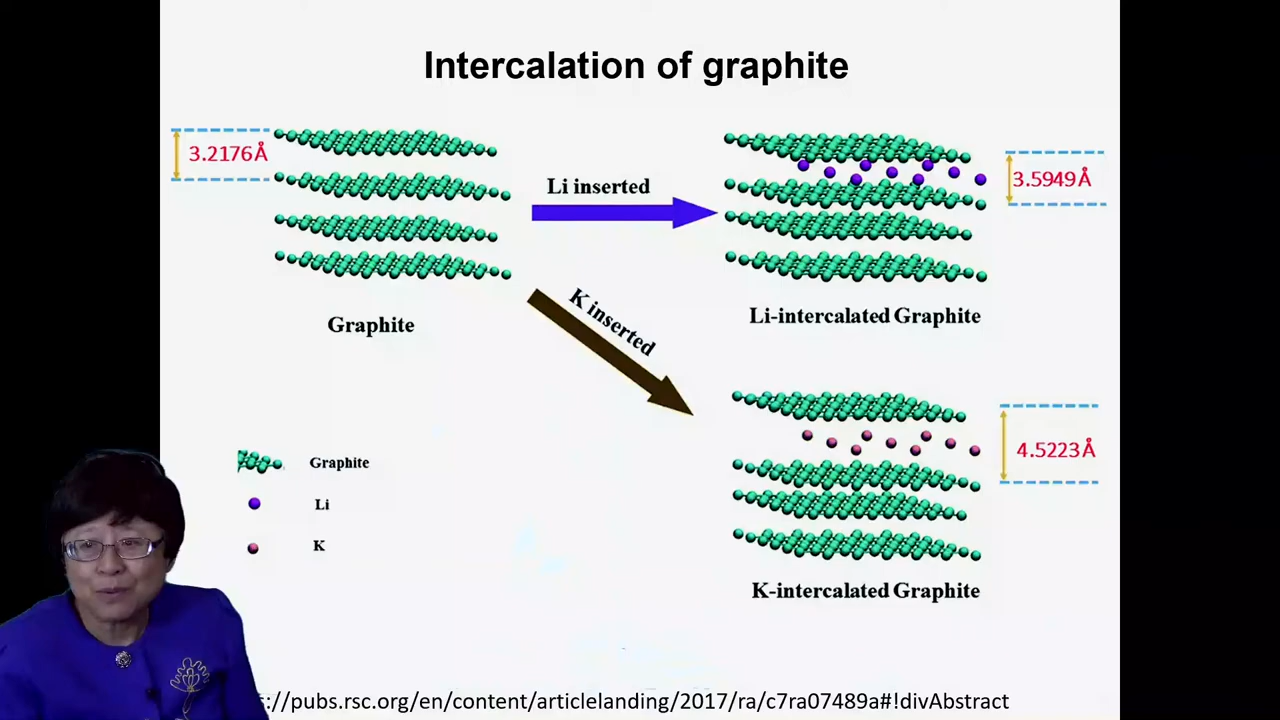 Intercalation of graphite
3.2176Å
Li inserted
3.5949Å
Graphite
K inserted
Li-intercalated Graphite
4.5223Å
Graphite
Li
K
K-intercalated Graphite
://pubs.rsc.org/en/content/articlelanding/2017/ra/c7ra07489a#!divAbstract